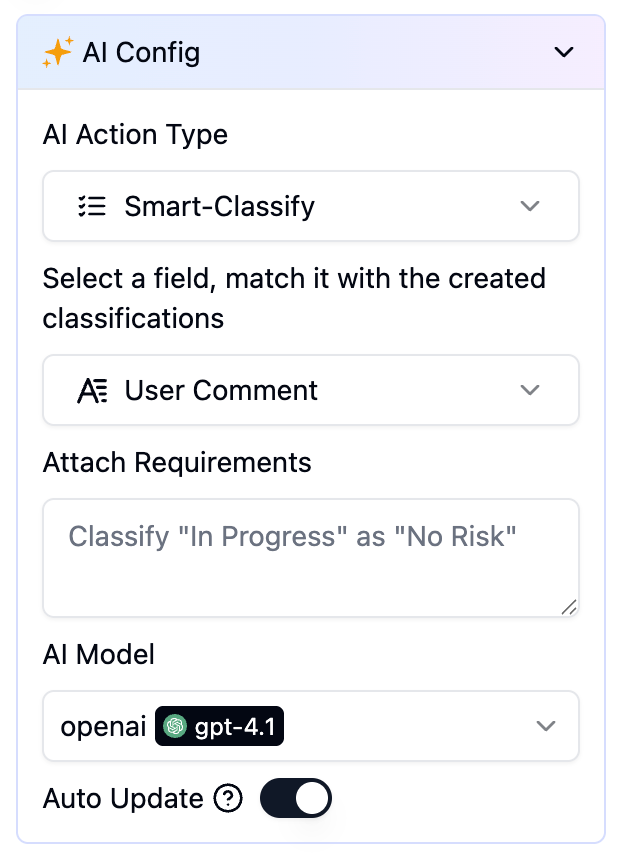 AI Config
AI Action Type
Smart-Classify
Select a field, match it with the created
classifications
User Comment
Attach Requirements
Classify "In Progress" as "No Risk"
AI Model
openai gpt-4.1
Auto Update ?